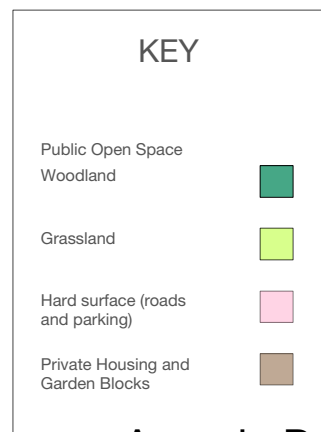 KEY
Public Open Space
Woodland
Grassland
Hard surface (roads
and parking)
Private Housing and
Garden Blocks